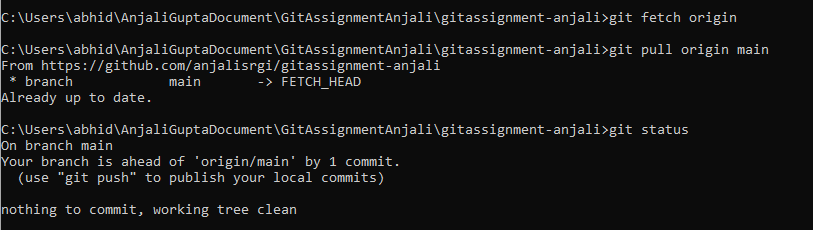 C:\Users\abhid\AnjaliGuptaDocument\GitAssignmentAnjali\gitassignment-anjali>git fetch origin
C:\Users\abhid\AnjaliGuptaDocument\GitAssignmentAnjali\gitassignment-anjali>git pull origin main
From https://github.com/anjalisrgi/gitassignment-anjali
 * branch            main       -> FETCH_HEAD
Already up to date.
C:\Users\abhid\AnjaliGuptaDocument\GitAssignmentAnjali\gitassignment-anjali>git status
On branch main
Your branch is ahead of 'origin/main' by 1 commit.
  (use "git push" to publish your local commits)
nothing to commit, working tree clean